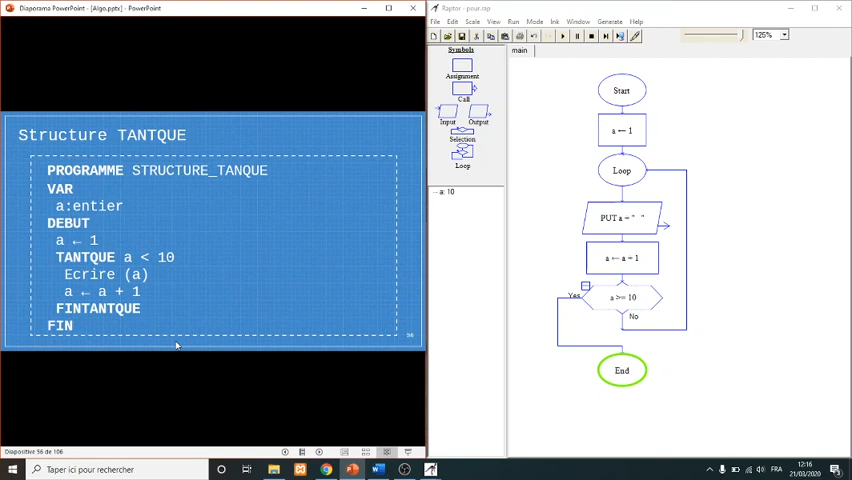 Diaporama PowerPoint - [Algo.pptx] - PowerPoint
Structure TANTQUE
PROGRAMME STRUCTURE_TANQUE
VAR
a:entier
DEBUT
a ← 1
TANTQUE a < 10
Ecrire (a)
a ← a + 1
FINTANTQUE
FIN
56
Diapositive 56 de 106
Raptor - pour.rap
File Edit Scale View Run Mode Ink Window Generate Help
125%
Symbols
Assignment
Call
Input Output
Selection
Loop
a: 10
main
Start
a ← 1
Loop
PUT a = " "
a ← a + 1
a >= 10
Yes
No
End
Taper ici pour rechercher
FRA
12:16
21/03/2020